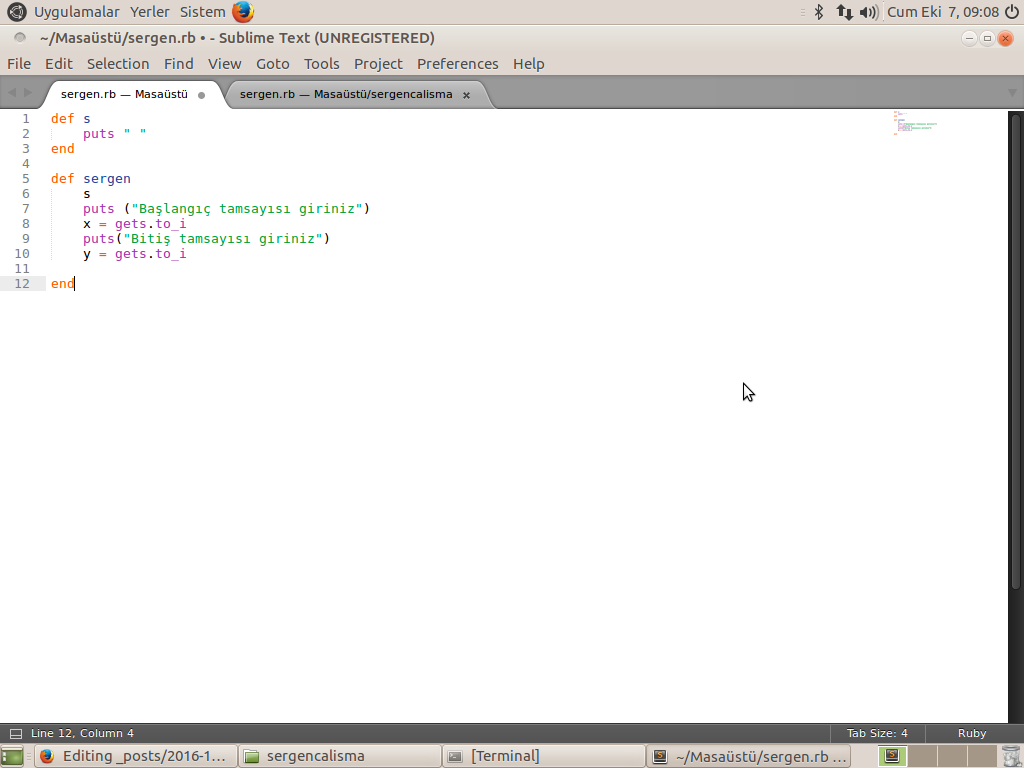 Uygulamalar Yerler Sistem Cum Eki 7, 09:08
~/Masaüstü/sergen.rb • - Sublime Text (UNREGISTERED)
File Edit Selection Find View Goto Tools Project Preferences Help
sergen.rb — Masaüstü sergen.rb — Masaüstü/sergencalisma
1 def s
2 puts " "
3 end
4
5 def sergen
6 s
7 puts ("Başlangıç tamsayısı giriniz")
8 x = gets.to_i
9 puts("Bitiş tamsayısı giriniz")
10 y = gets.to_i
11
12 end
Line 12, Column 4 Tab Size: 4 Ruby
Editing _posts/2016-1... sergencalisma [Terminal] ~/Masaüstü/sergen.rb ...